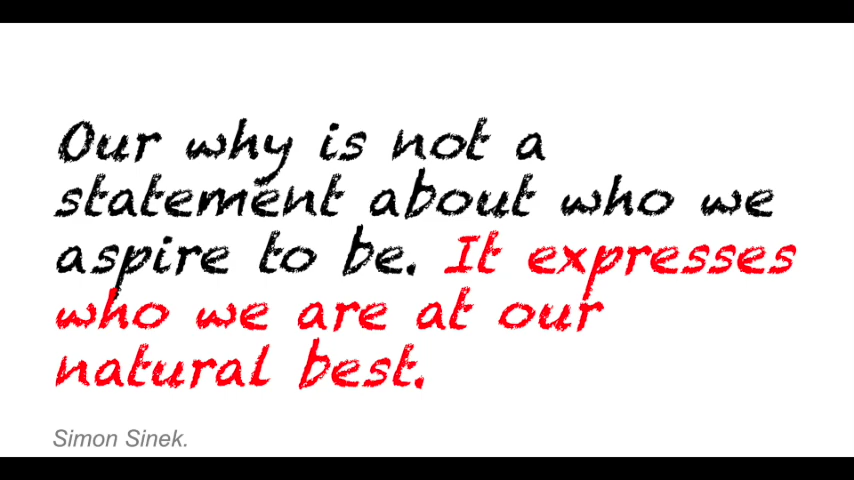 Our why is not a
statement about who we
aspire to be. It expresses
who we are at our
natural best.
Simon Sinek.